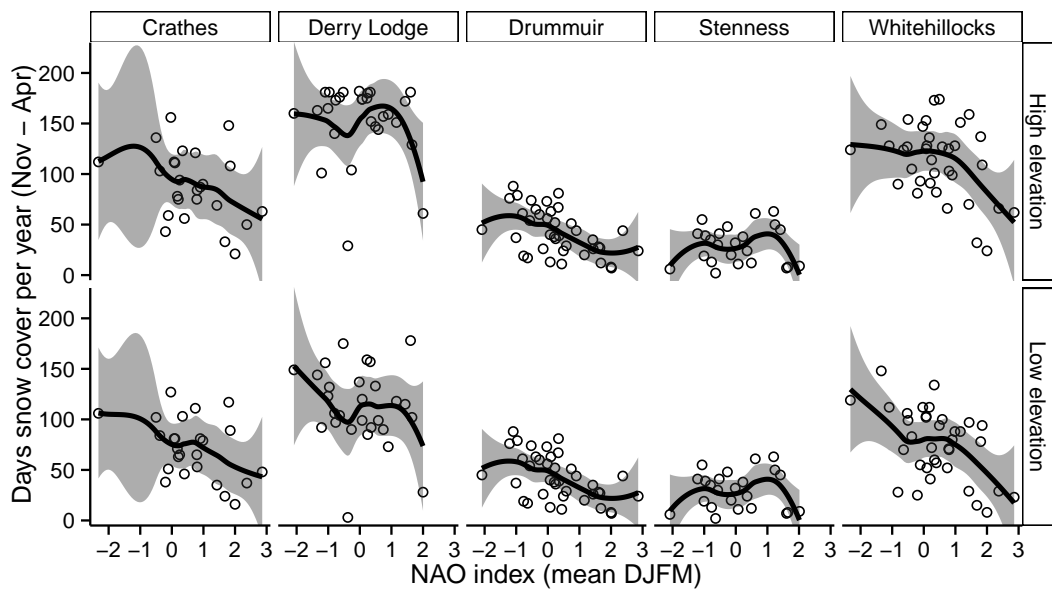 Crathes Derry Lodge Drummuir Stenness Whitehillocks
Days snow cover per year (Nov − Apr)
200
150
100
50
0
High elevation
200
150
100
50
0
Low elevation
−2 −1 0 1 2 3 −2 −1 0 1 2 3 −2 −1 0 1 2 3 −2 −1 0 1 2 3 −2 −1 0 1 2 3
NAO index (mean DJFM)